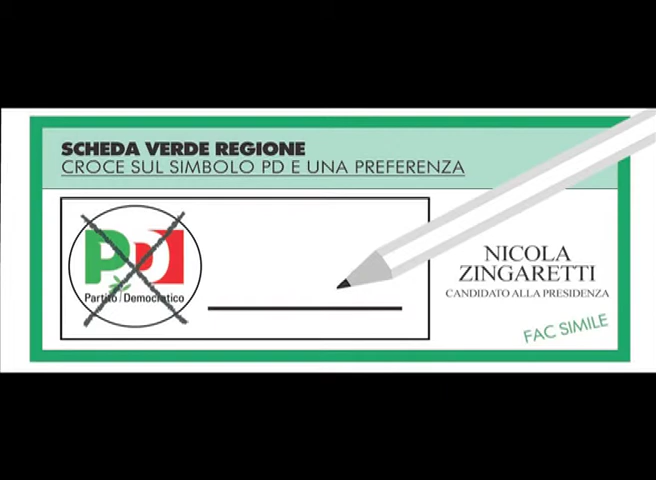 SCHEDA VERDE REGIONE
CROCE SUL SIMBOLO PD E UNA PREFERENZA
PD
Partito Democratico
NICOLA
ZINGARETTI
CANDIDATO ALLA PRESIDENZA
FAC SIMILE